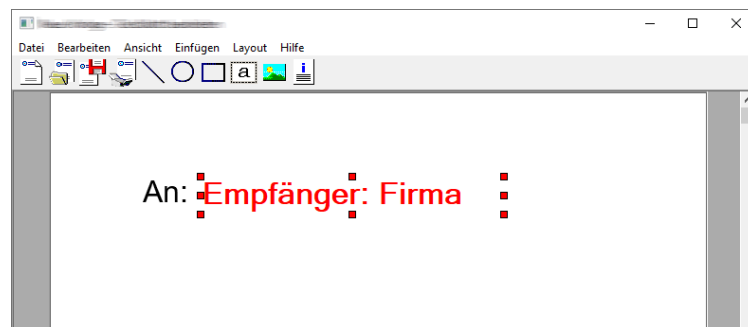 Datei Bearbeiten Ansicht Einfügen Layout Hilfe
a
An: Empfänger: Firma